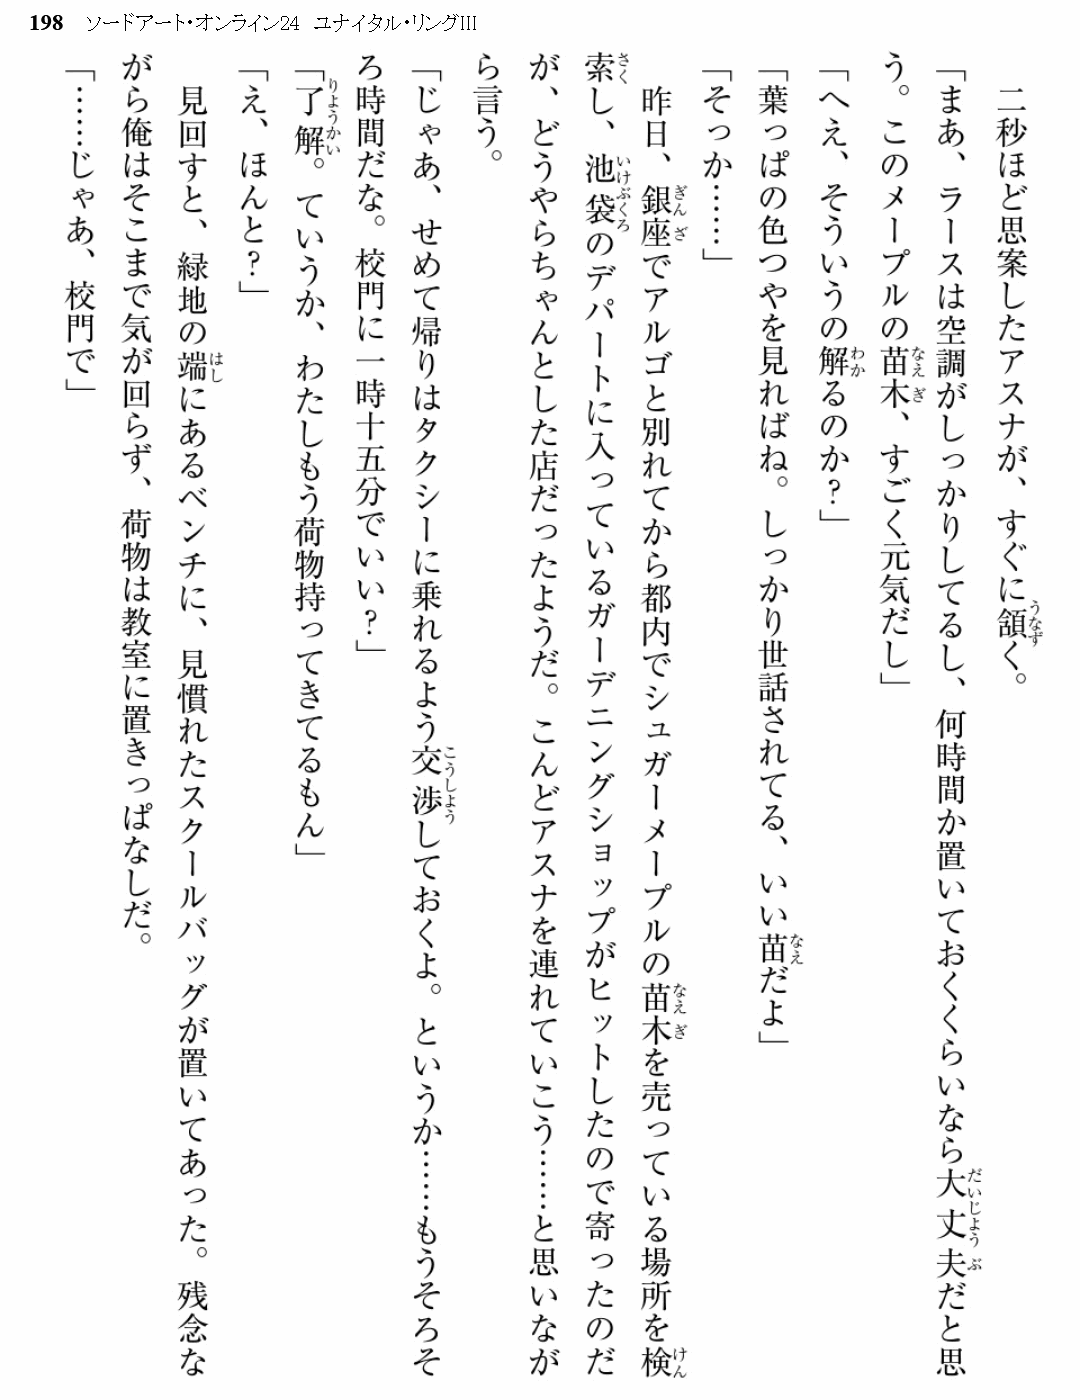 198 ソードアート・オンライン24 ユナイタル・リングIII
二秒ほど思案したアスナが、すぐに頷く。
「まあ、ラースは空調がしっかりしてるし、何時間か置いておくくらいなら大丈夫だと思
う。このメープルの苗木、すごく元気だし」
「へえ、そういうの解るのか?」
「葉っぱの色つやを見ればね。しっかり世話されてる、いい苗だよ」
「そっか……」
昨日、銀座でアルゴと別れてから都内でシュガーメープルの苗木を売っている場所を検
索し、池袋のデパートに入っているガーデニングショップがヒットしたので寄ったのだ
が、どうやらちゃんとした店だったようだ。こんどアスナを連れていこう……と思いなが
ら言う。
「じゃあ、せめて帰りはタクシーに乗れるよう交渉しておくよ。というか……もうそろそ
ろ時間だな。校門に一時十五分でいい?」
「了解。ていうか、わたしもう荷物持ってきてるもん」
「え、ほんと?」
見回すと、緑地の端にあるベンチに、見慣れたスクールバッグが置いてあった。残念な
がら俺はそこまで気が回らず、荷物は教室に置きっぱなしだ。
「……じゃあ、校門で」